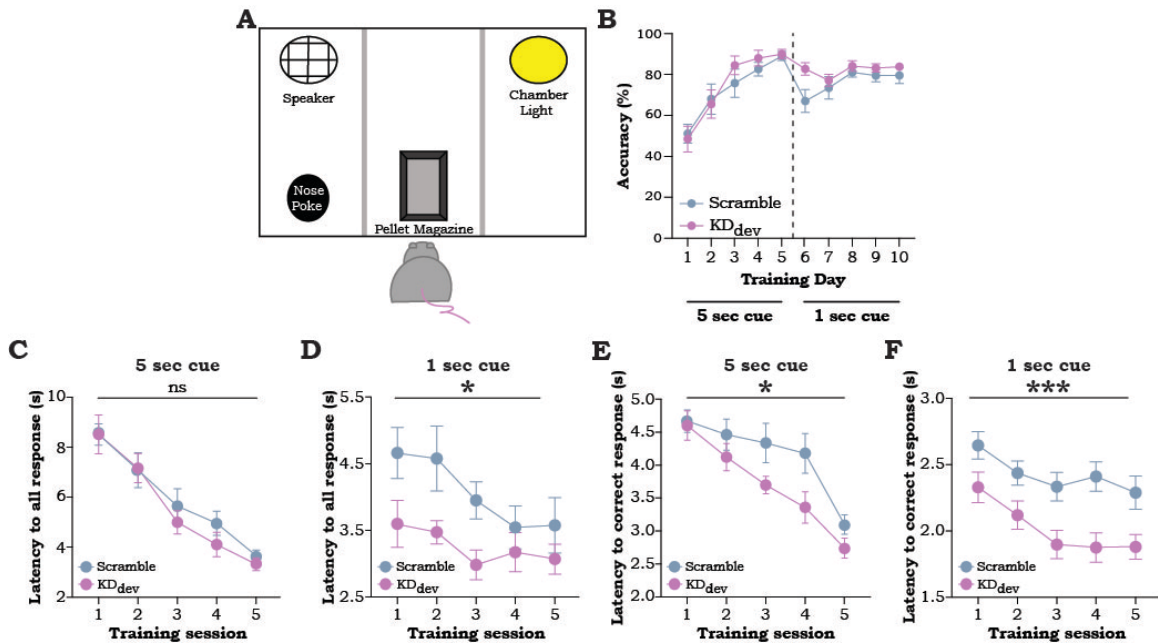 A
Speaker
Chamber
Light
Nose
Poke
Pellet Magazine
B
Accuracy (%)
100
80
60
40
20
0
Scramble
KDdev
1 2 3 4 5 6 7 8 9 10
Training Day
5 sec cue 1 sec cue
C
5 sec cue
ns
Latency to all response (s)
10
8
6
4
2
Scramble
KDdev
1 2 3 4 5
Training session
D
1 sec cue
*
Latency to all response (s)
5.5
4.5
3.5
2.5
Scramble
KDdev
1 2 3 4 5
Training session
E
5 sec cue
*
Latency to correct response (s)
5.0
4.5
4.0
3.5
3.0
2.5
2.0
Scramble
KDdev
1 2 3 4 5
Training session
F
1 sec cue
***
Latency to correct response (s)
3.0
2.5
2.0
1.5
Scramble
KDdev
1 2 3 4 5
Training session